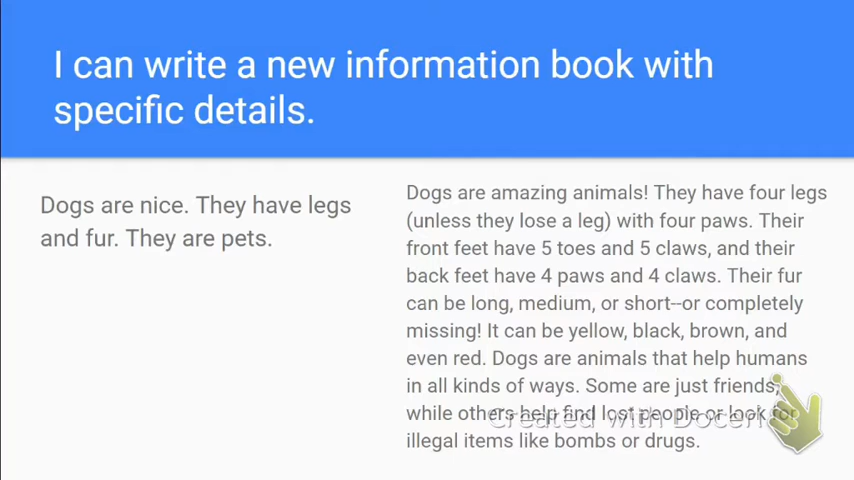 I can write a new information book with
specific details.
Dogs are nice. They have legs
and fur. They are pets.
Dogs are amazing animals! They have four legs
(unless they lose a leg) with four paws. Their
front feet have 5 toes and 5 claws, and their
back feet have 4 paws and 4 claws. Their fur
can be long, medium, or short--or completely
missing! It can be yellow, black, brown, and
even red. Dogs are animals that help humans
in all kinds of ways. Some are just friends,
while others help find lost people or look for
illegal items like bombs or drugs.
Created with